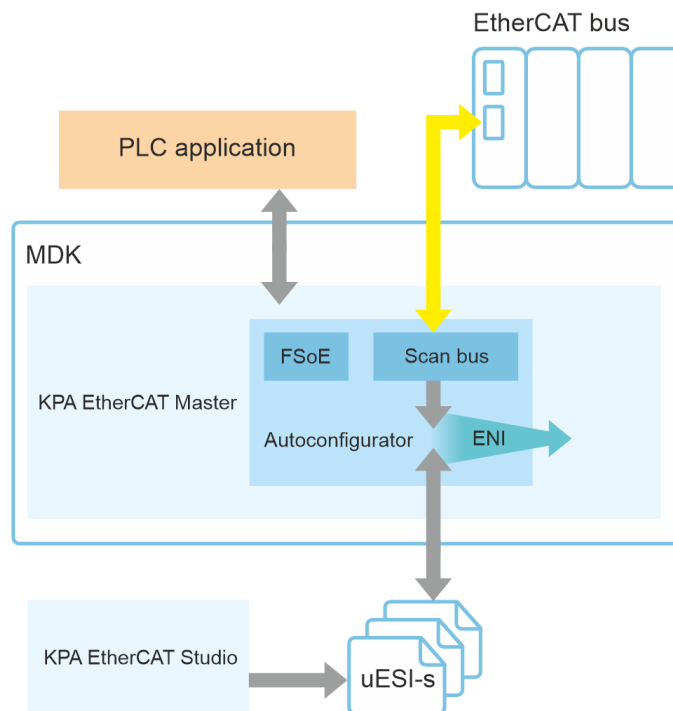 EtherCAT bus
PLC application
MDK
FSoE
Scan bus
KPA EtherCAT Master
Autoconfigurator
ENI
KPA EtherCAT Studio
uESI-s